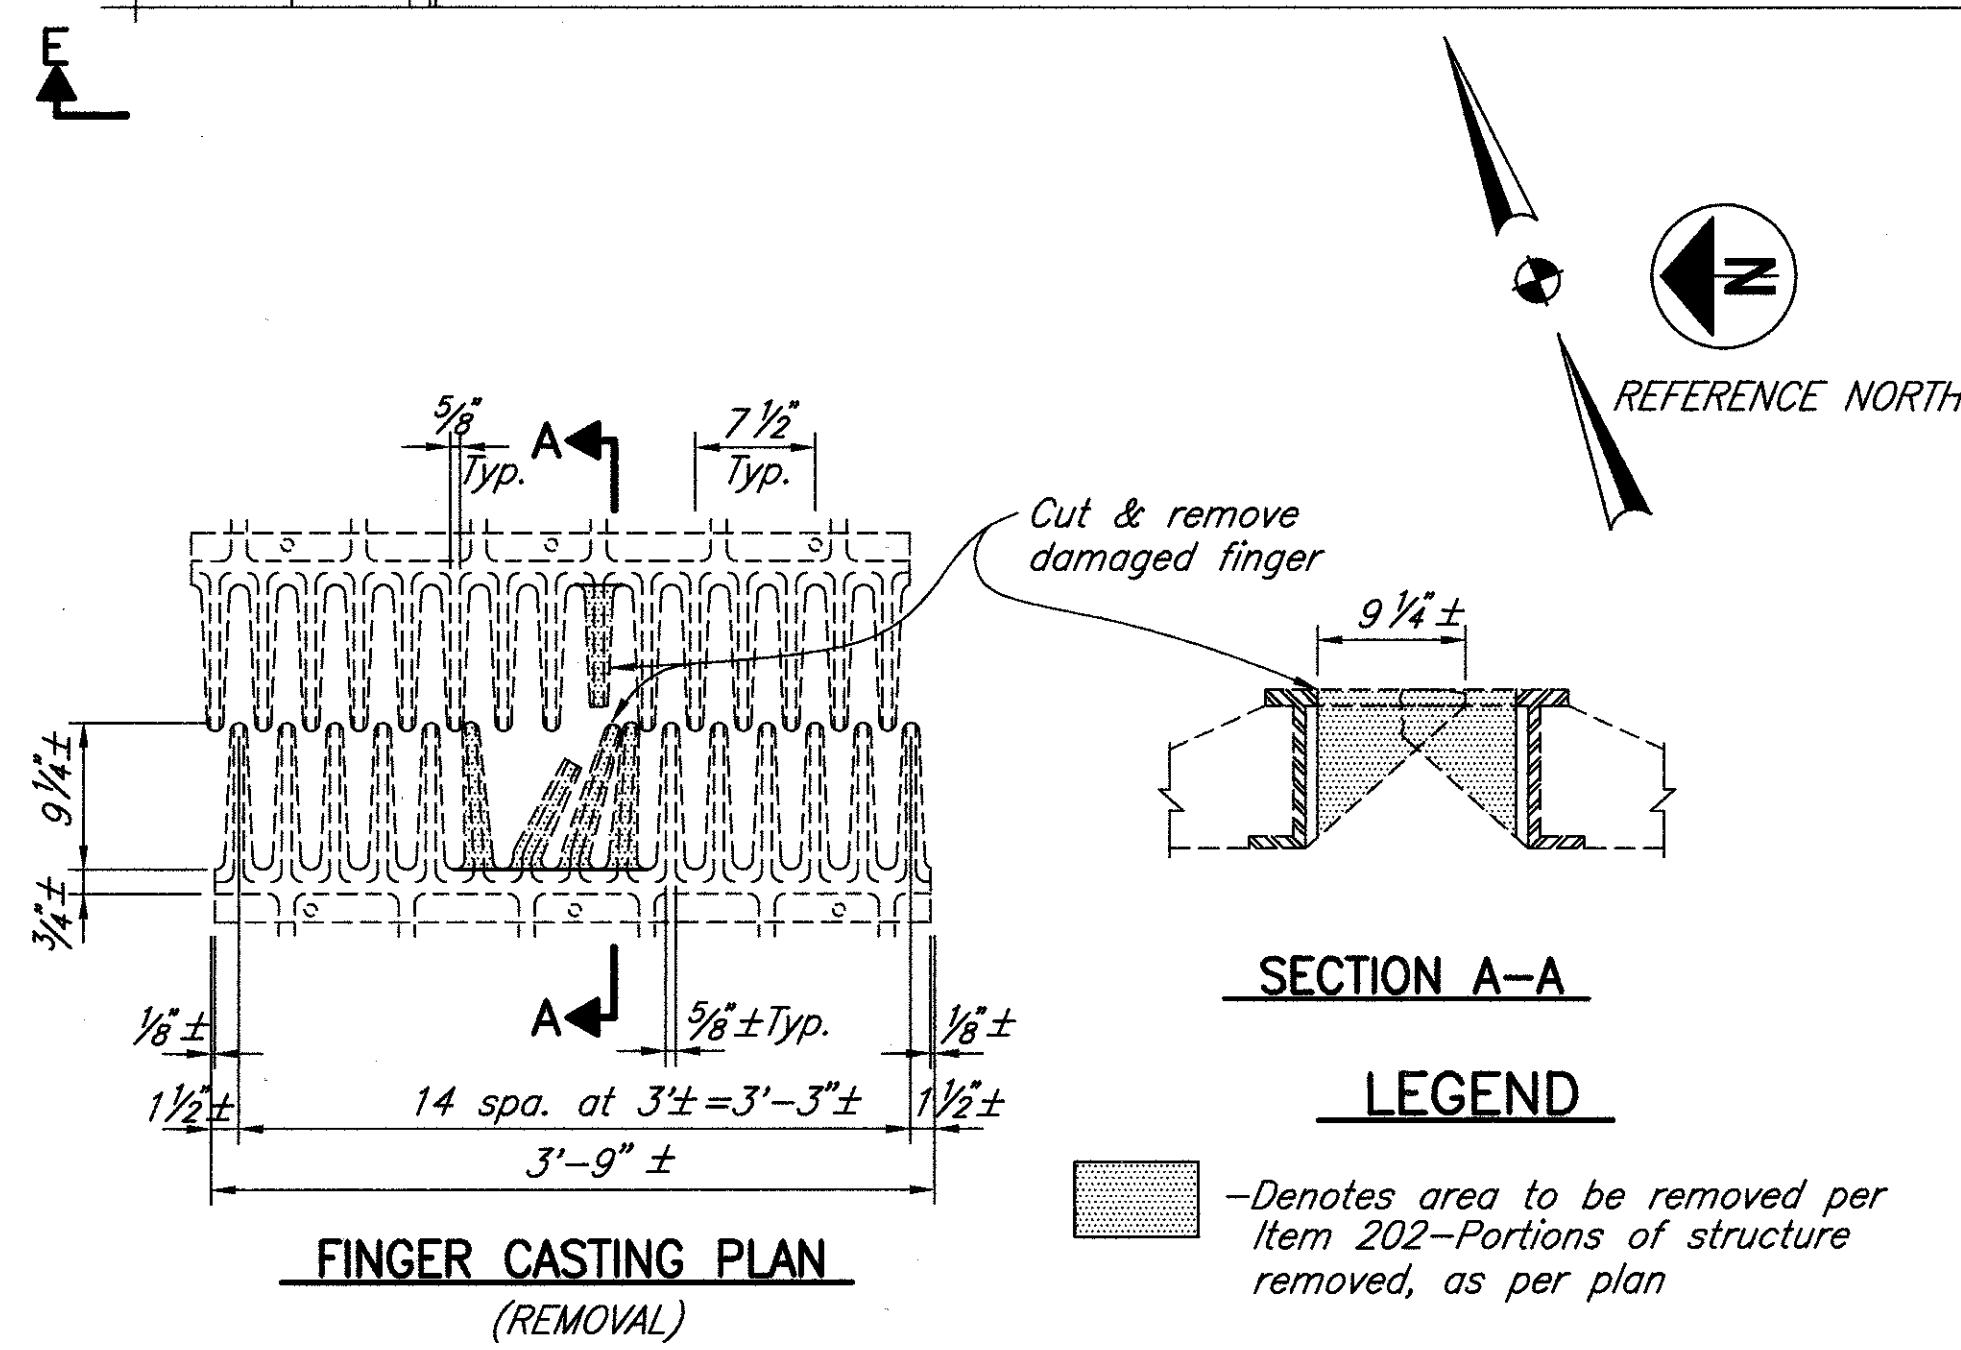 E
N
REFERENCE NORTH
5/8"
Typ.
A
7 1/2"
Typ.
Cut & remove
damaged finger
9 1/4" ±
9 1/4" ±
3/4" ±
SECTION A-A
A
1/8" ±
5/8" ± Typ.
1/8" ±
1 1/2" ±
14 spa. at 3'± =3'-3" ±
1 1/2" ±
3'-9" ±
LEGEND
-Denotes area to be removed per
Item 202-Portions of structure
removed, as per plan
FINGER CASTING PLAN
(REMOVAL)